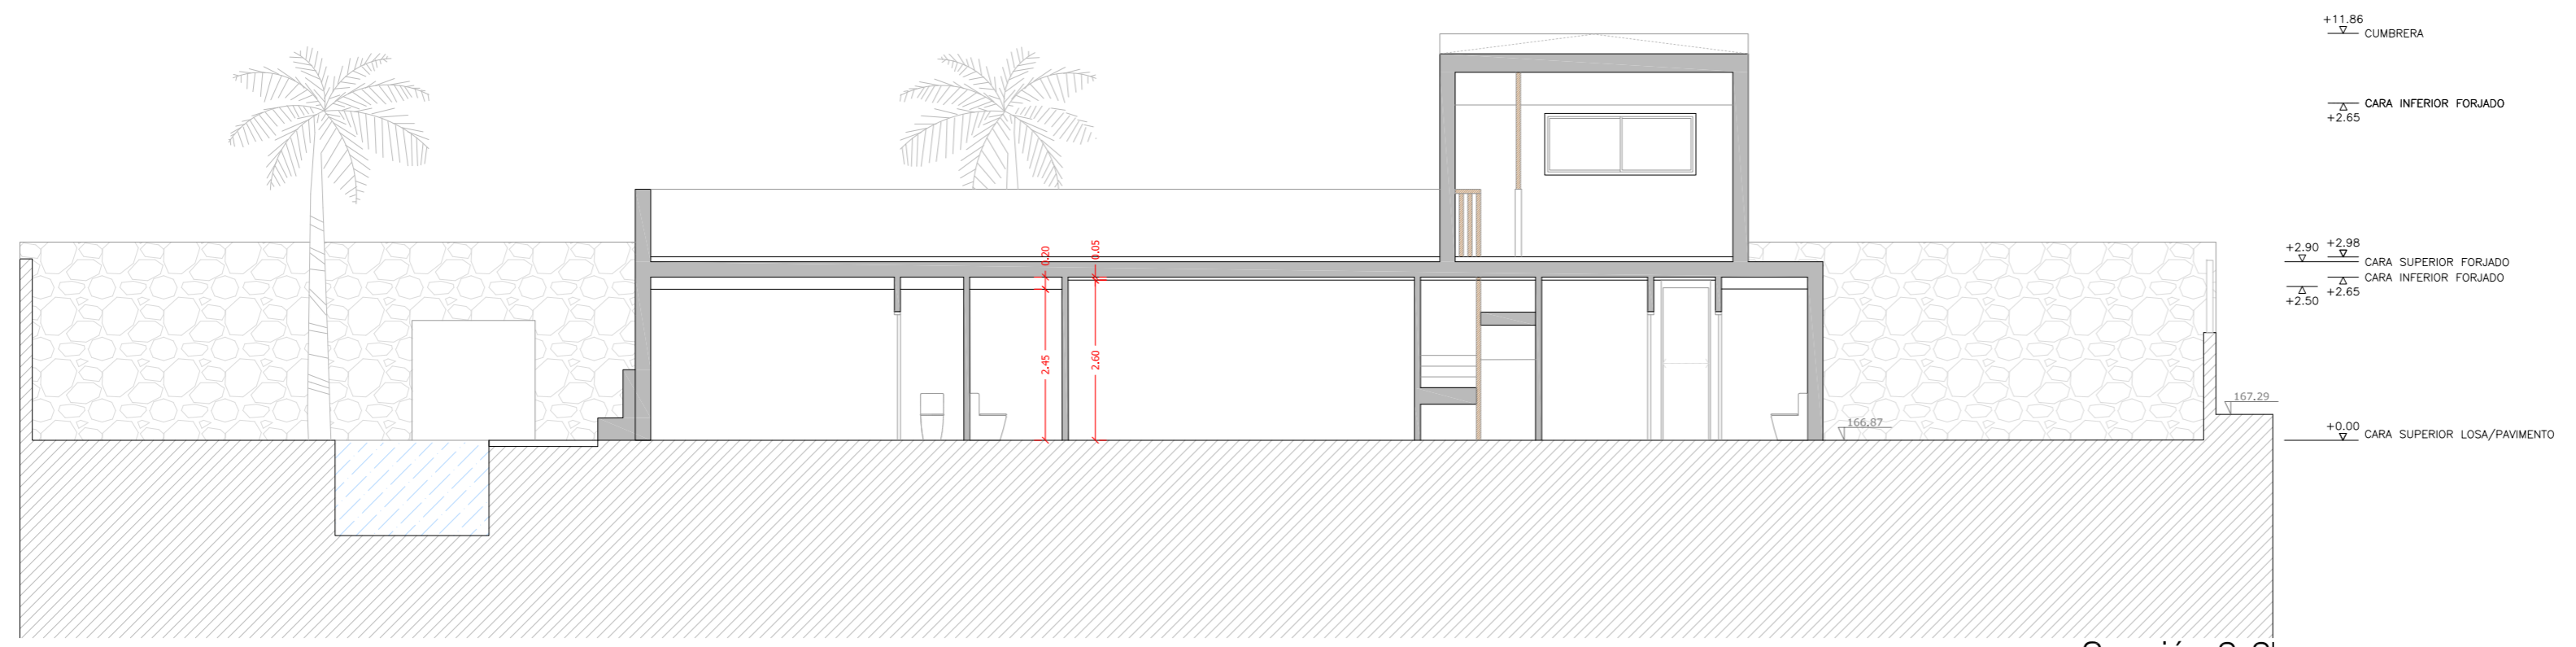 +11.86
CUMBRERA
CARA INFERIOR FORJADO
+2.65
0.20
0.05
+2.90 +2.98
CARA SUPERIOR FORJADO
CARA INFERIOR FORJADO
+2.65
+2.50
2.45
2.60
167.29
166.87
+0.00
CARA SUPERIOR LOSA/PAVIMENTO